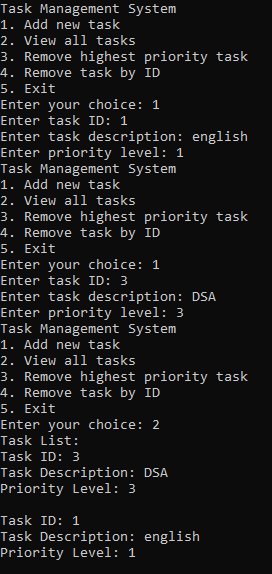 Task Management System
1. Add new task
2. View all tasks
3. Remove highest priority task
4. Remove task by ID
5. Exit
Enter your choice: 1
Enter task ID: 1
Enter task description: english
Enter priority level: 1
Task Management System
1. Add new task
2. View all tasks
3. Remove highest priority task
4. Remove task by ID
5. Exit
Enter your choice: 1
Enter task ID: 3
Enter task description: DSA
Enter priority level: 3
Task Management System
1. Add new task
2. View all tasks
3. Remove highest priority task
4. Remove task by ID
5. Exit
Enter your choice: 2
Task List:
Task ID: 3
Task Description: DSA
Priority Level: 3
Task ID: 1
Task Description: english
Priority Level: 1